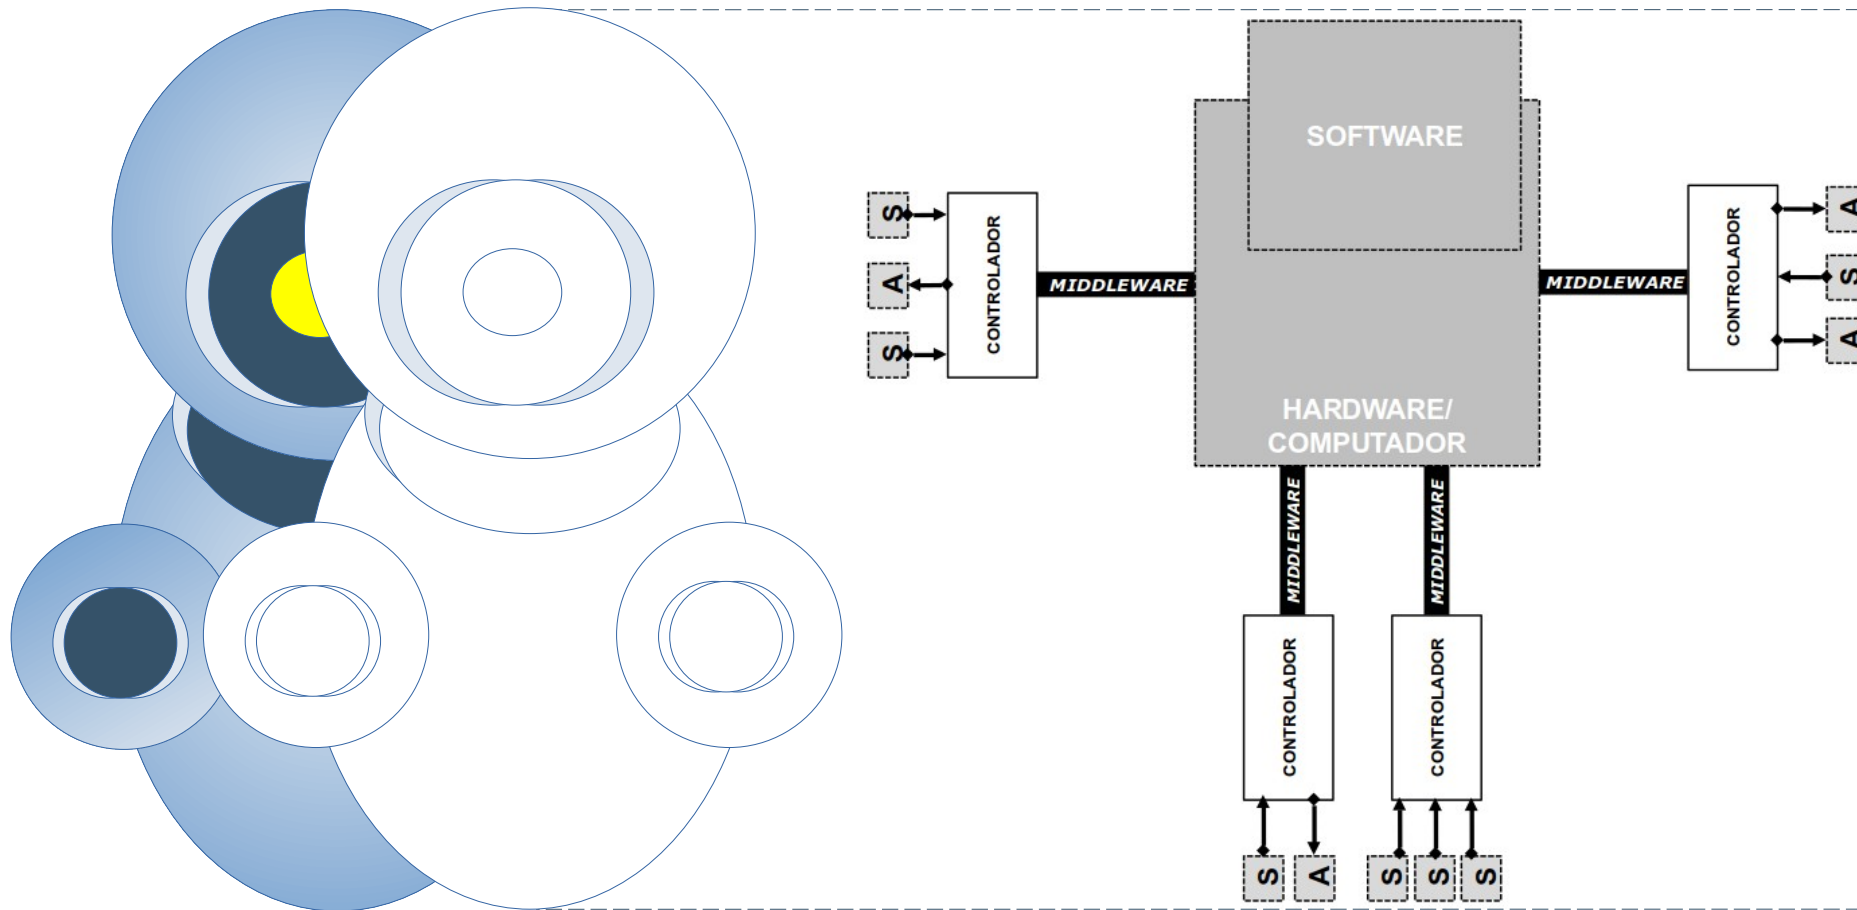 SOFTWARE
HARDWARE/
COMPUTADOR
S
A
S
CONTROLADOR
MIDDLEWARE
MIDDLEWARE
CONTROLADOR
A
S
A
MIDDLEWARE
MIDDLEWARE
CONTROLADOR
CONTROLADOR
S
A
S
S
S